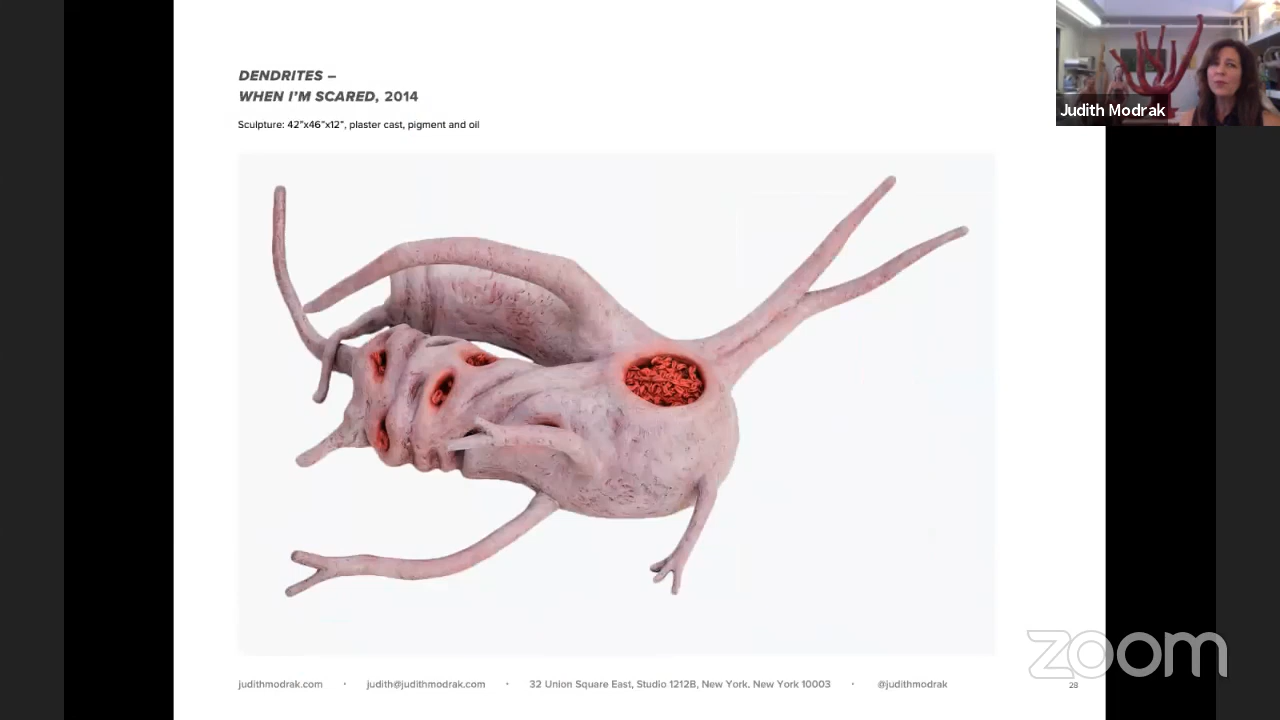 DENDRITES –
WHEN I'M SCARED, 2014
Sculpture: 42"x46"x12", plaster cast, pigment and oil
Judith Modrak
judithmodrak.com • judith@judithmodrak.com • 32 Union Square East, Studio 1212B, New York. New York 10003 • @judithmodrak
28
zoom